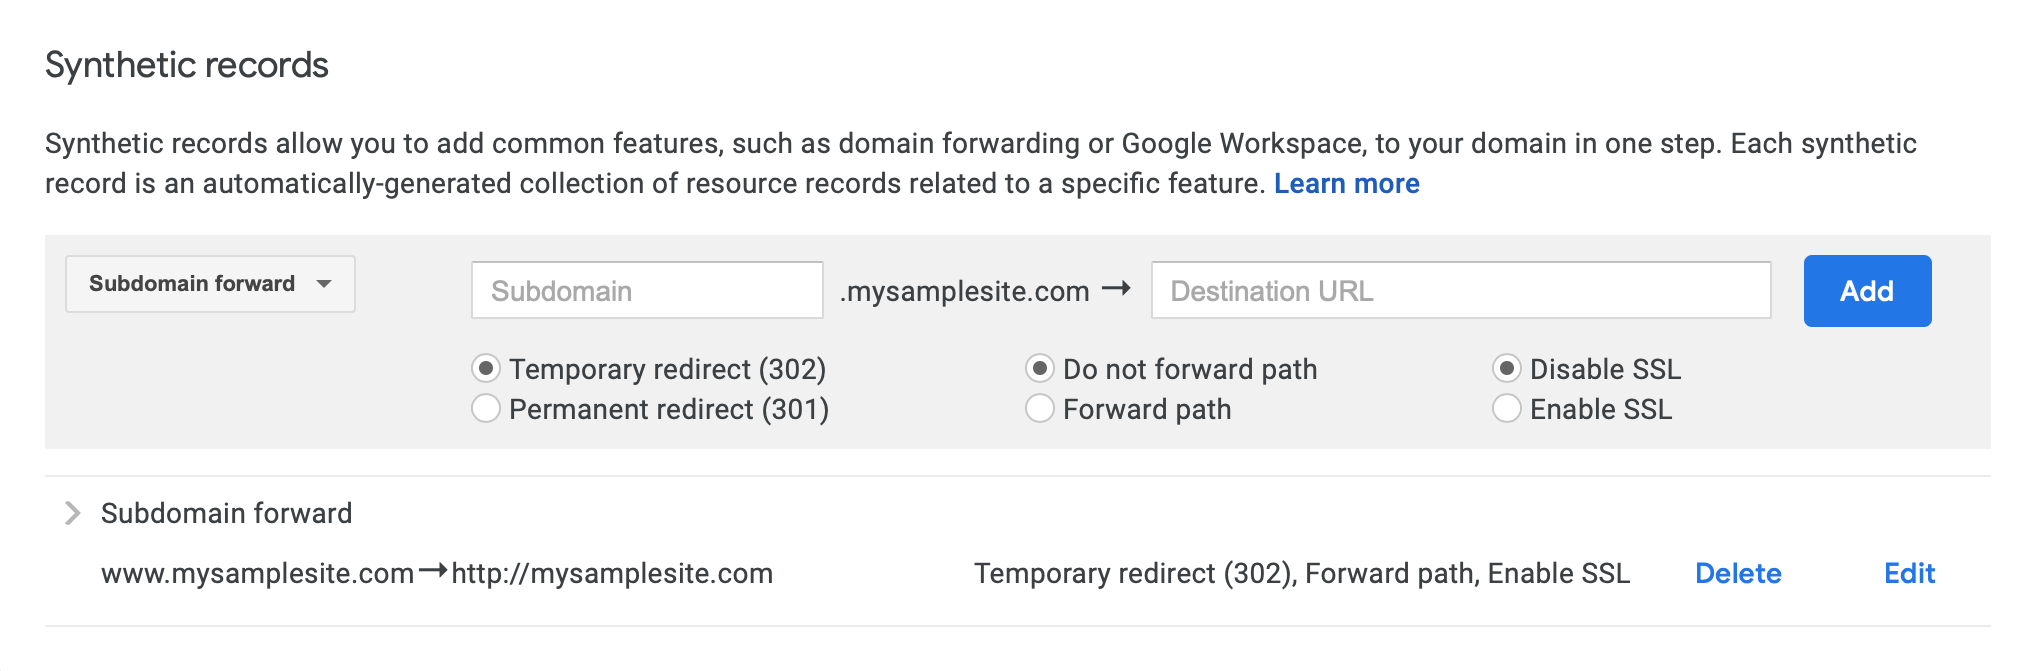 Synthetic records
Synthetic records allow you to add common features, such as domain forwarding or Google Workspace, to your domain in one step. Each synthetic
record is an automatically-generated collection of resource records related to a specific feature. Learn more
Subdomain forward Subdomain .mysamplesite.com → Destination URL Add
Temporary redirect (302) Do not forward path Disable SSL
Permanent redirect (301) Forward path Enable SSL
Subdomain forward
www.mysamplesite.com→http://mysamplesite.com Temporary redirect (302), Forward path, Enable SSL Delete Edit